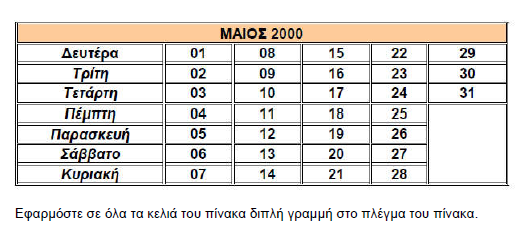 ΜΑΙΟΣ 2000
Δευτέρα 01 08 15 22 29
Τρίτη 02 09 16 23 30
Τετάρτη 03 10 17 24 31
Πέμπτη 04 11 18 25
Παρασκευή 05 12 19 26
Σάββατο 06 13 20 27
Κυριακή 07 14 21 28
Εφαρμόστε σε όλα τα κελιά του πίνακα διπλή γραμμή στο πλέγμα του πίνακα.